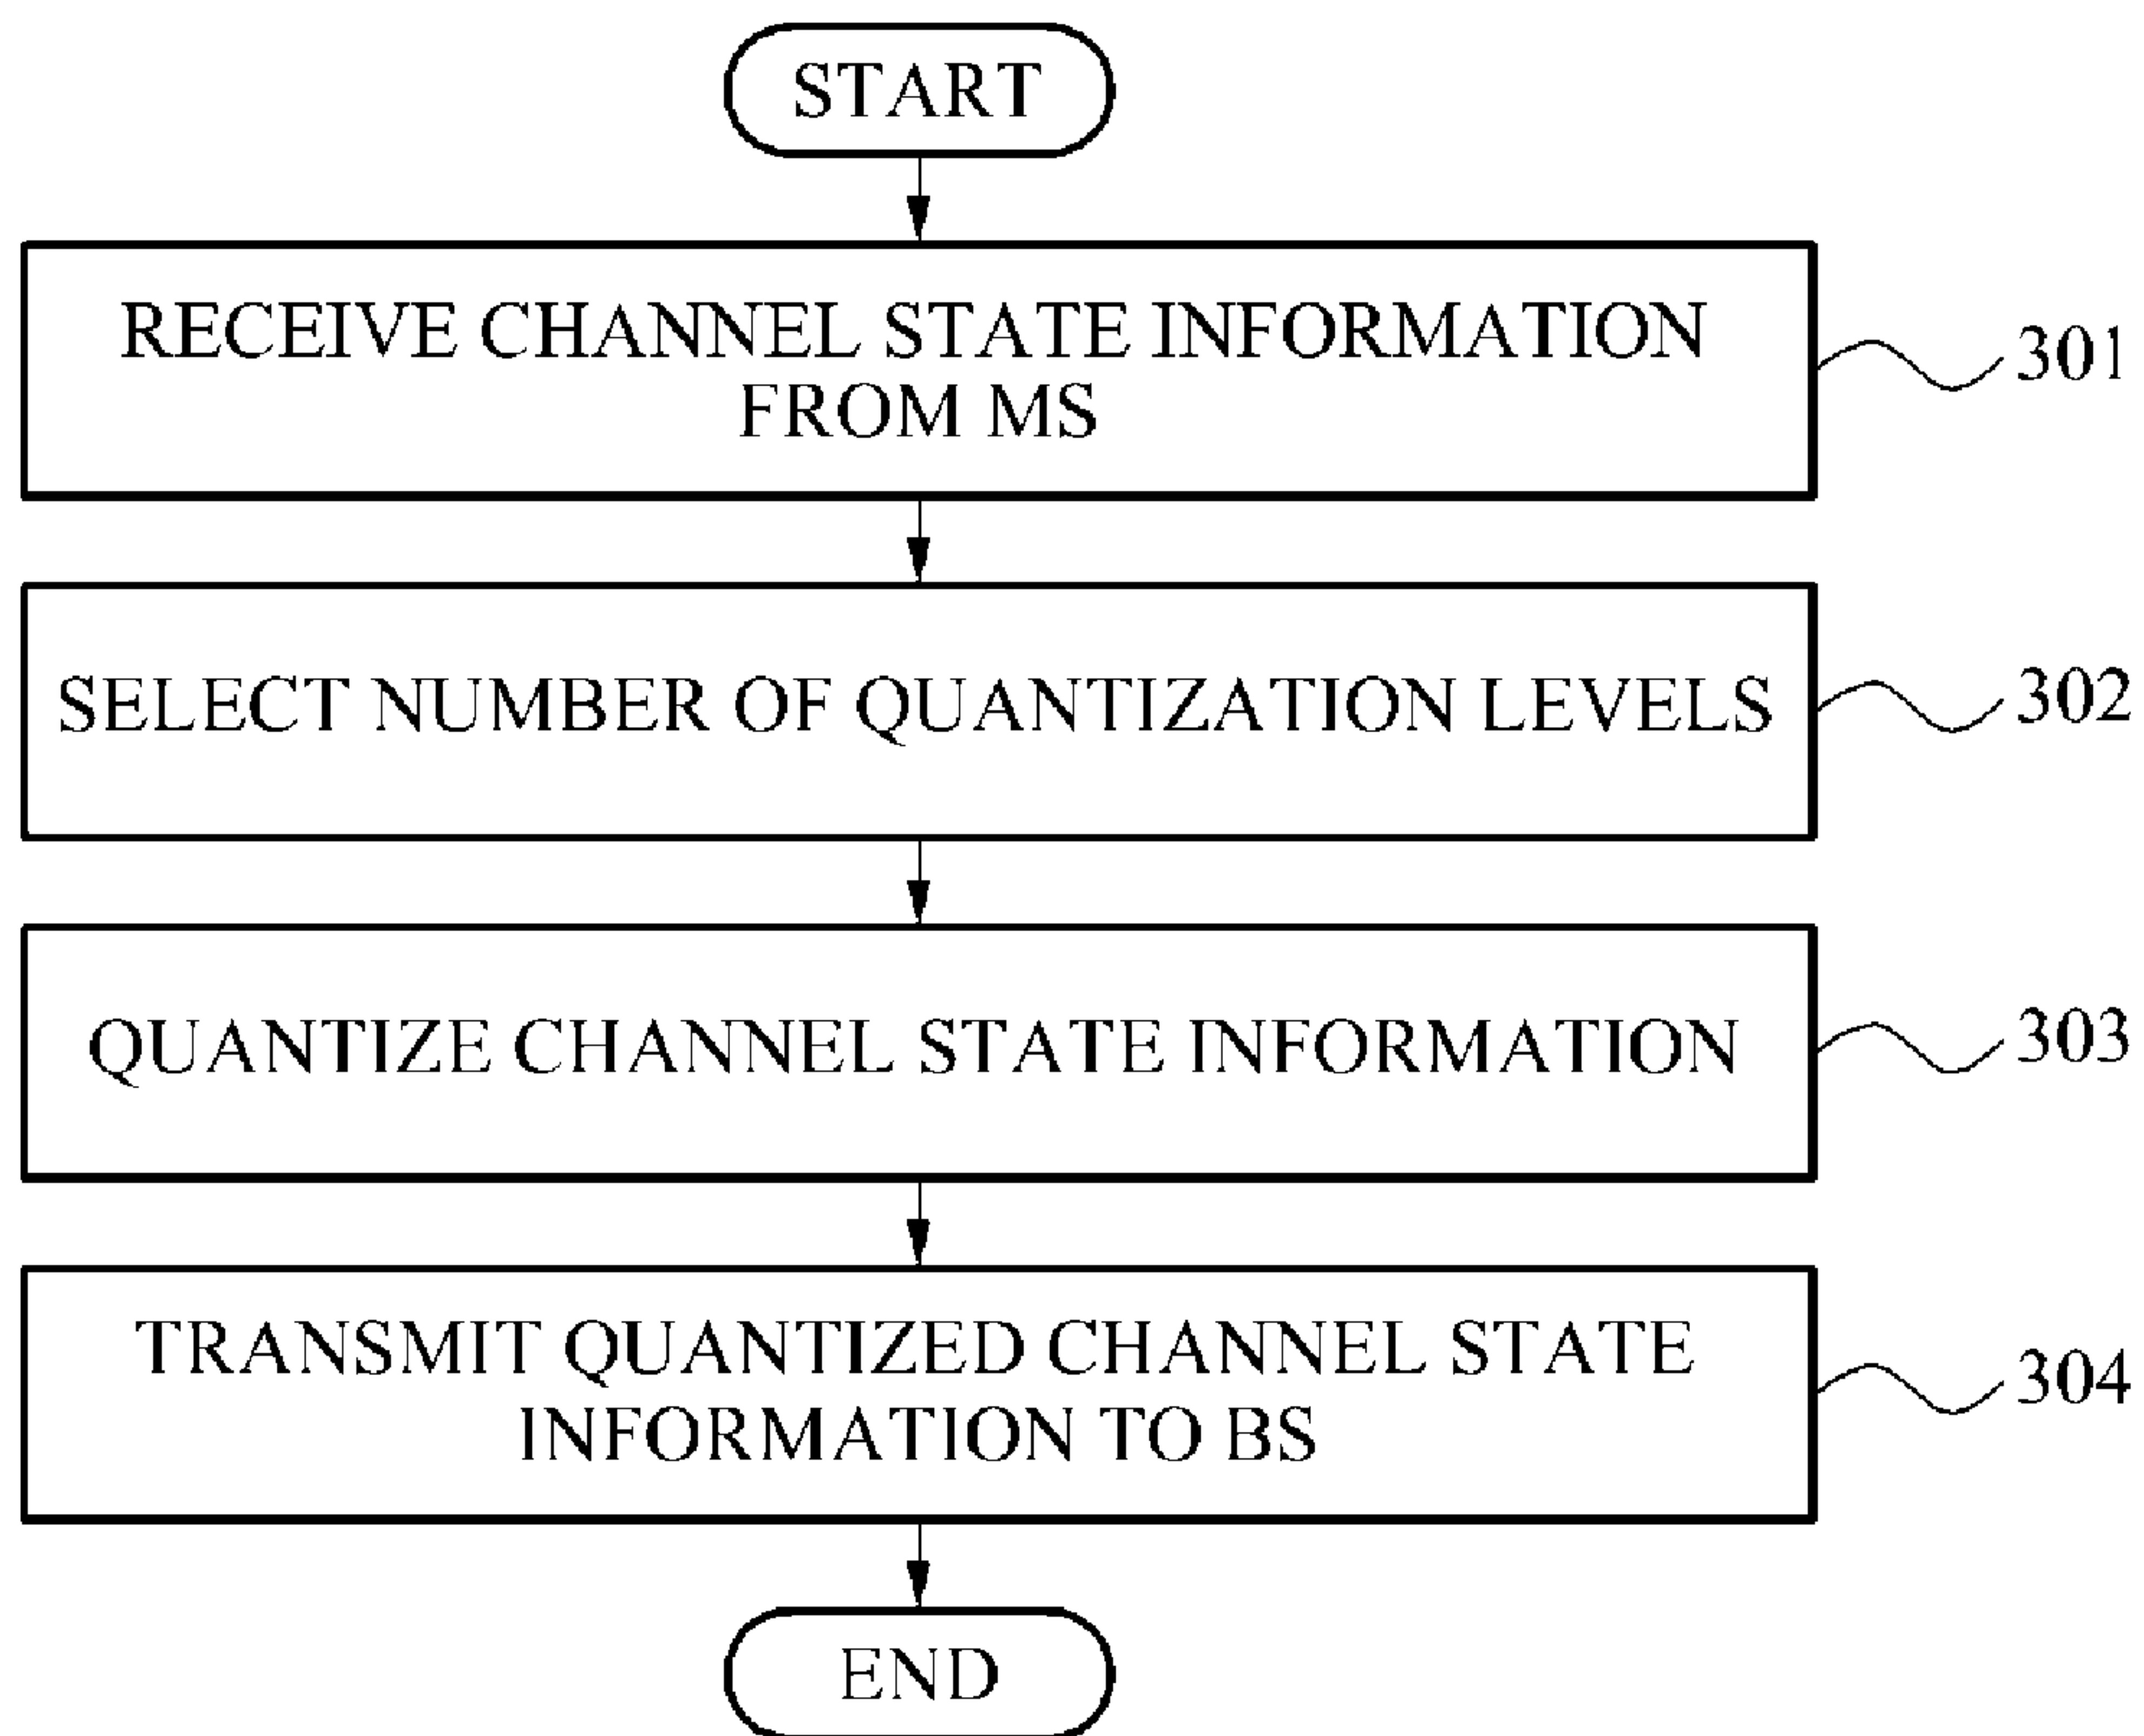 START
RECEIVE CHANNEL STATE INFORMATION
FROM MS
301
SELECT NUMBER OF QUANTIZATION LEVELS
302
QUANTIZE CHANNEL STATE INFORMATION
303
TRANSMIT QUANTIZED CHANNEL STATE
INFORMATION TO BS
304
END